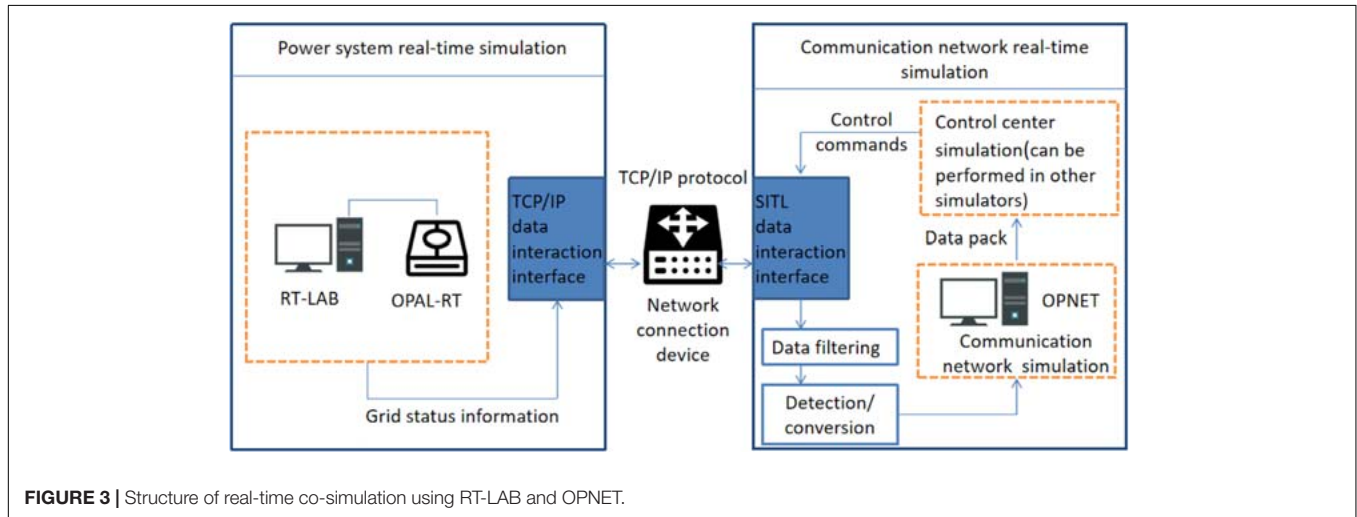 Power system real-time simulation
RT-LAB
OPAL-RT
TCP/IP
data
interaction
interface
Grid status information
TCP/IP protocol
Network
connection
device
Communication network real-time
simulation
Control
commands
Control center
simulation(can be
performed in other
simulators)
SITL
data
interaction
interface
Data pack
OPNET
Communication
network simulation
Data filtering
Detection/
conversion
FIGURE 3 | Structure of real-time co-simulation using RT-LAB and OPNET.